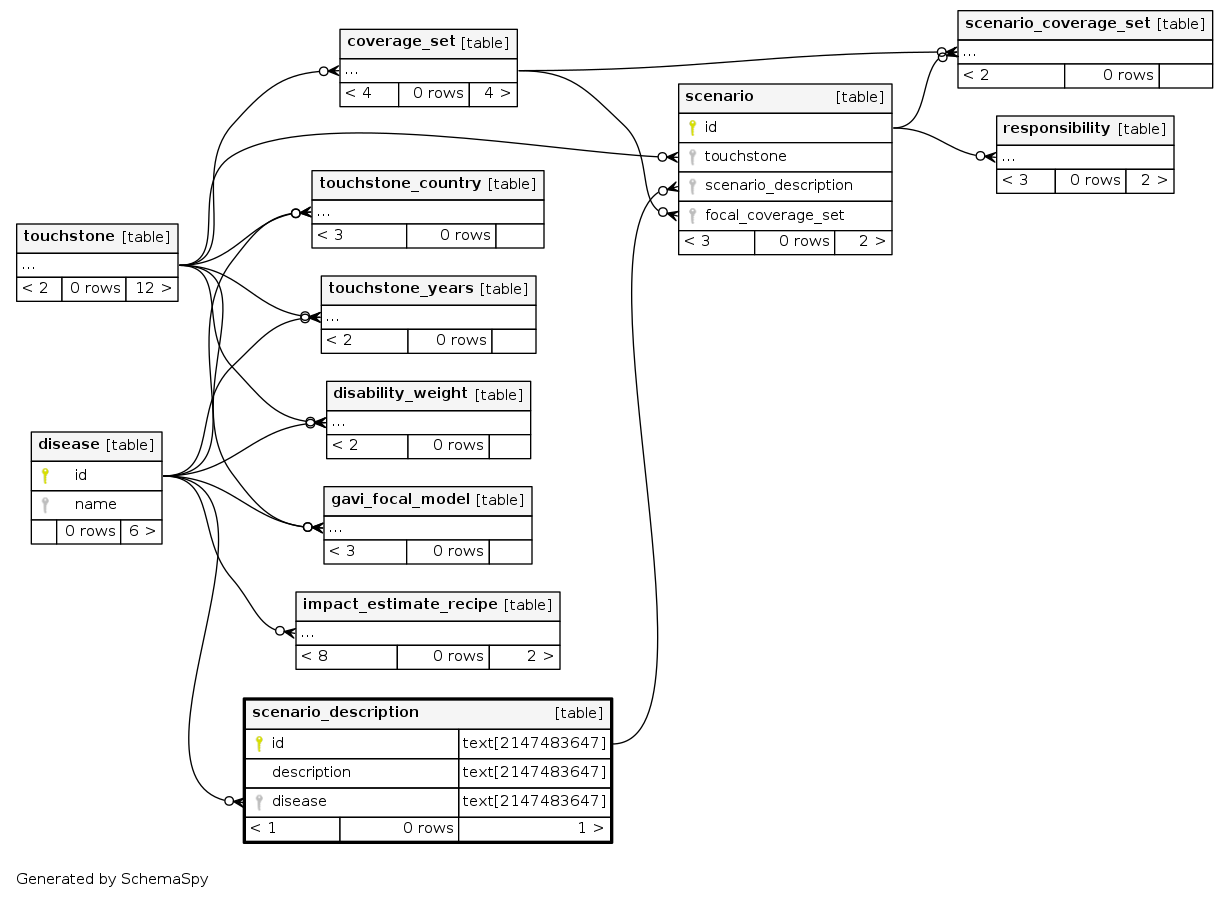 coverage_set [table]
...
< 4 0 rows 4 >
scenario_coverage_set [table]
...
< 2 0 rows
scenario [table]
id
touchstone
scenario_description
focal_coverage_set
< 3 0 rows 2 >
responsibility [table]
...
< 3 0 rows 2 >
touchstone_country [table]
...
< 3 0 rows
touchstone [table]
...
< 2 0 rows 12 >
touchstone_years [table]
...
< 2 0 rows
disability_weight [table]
...
< 2 0 rows
disease [table]
id
name
0 rows 6 >
gavi_focal_model [table]
...
< 3 0 rows
impact_estimate_recipe [table]
...
< 8 0 rows 2 >
scenario_description [table]
id text[2147483647]
description text[2147483647]
disease text[2147483647]
< 1 0 rows 1 >
Generated by SchemaSpy